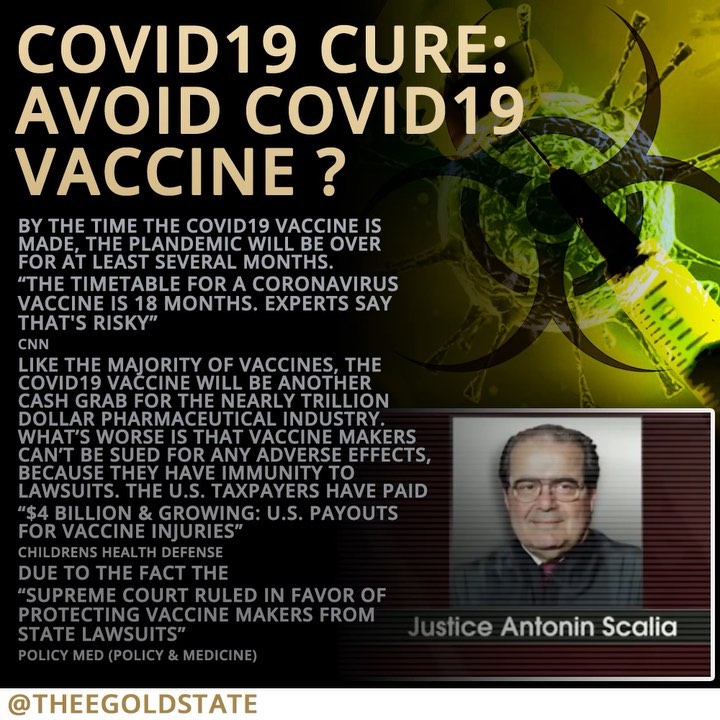 COVID19 CURE:
AVOID COVID19
VACCINE ?
BY THE TIME THE COVID19 VACCINE IS
MADE, THE PLANDEMIC WILL BE OVER
FOR AT LEAST SEVERAL MONTHS.
“THE TIMETABLE FOR A CORONAVIRUS
VACCINE IS 18 MONTHS. EXPERTS SAY
THAT'S RISKY”
CNN
LIKE THE MAJORITY OF VACCINES, THE
COVID19 VACCINE WILL BE ANOTHER
CASH GRAB FOR THE NEARLY TRILLION
DOLLAR PHARMACEUTICAL INDUSTRY.
WHAT’S WORSE IS THAT VACCINE MAKERS
CAN’T BE SUED FOR ANY ADVERSE EFFECTS,
BECAUSE THEY HAVE IMMUNITY TO
LAWSUITS. THE U.S. TAXPAYERS HAVE PAID
“$4 BILLION & GROWING: U.S. PAYOUTS
FOR VACCINE INJURIES”
CHILDRENS HEALTH DEFENSE
DUE TO THE FACT THE
“SUPREME COURT RULED IN FAVOR OF
PROTECTING VACCINE MAKERS FROM
STATE LAWSUITS”
POLICY MED (POLICY & MEDICINE)
Justice Antonin Scalia
@THEEGOLDSTATE